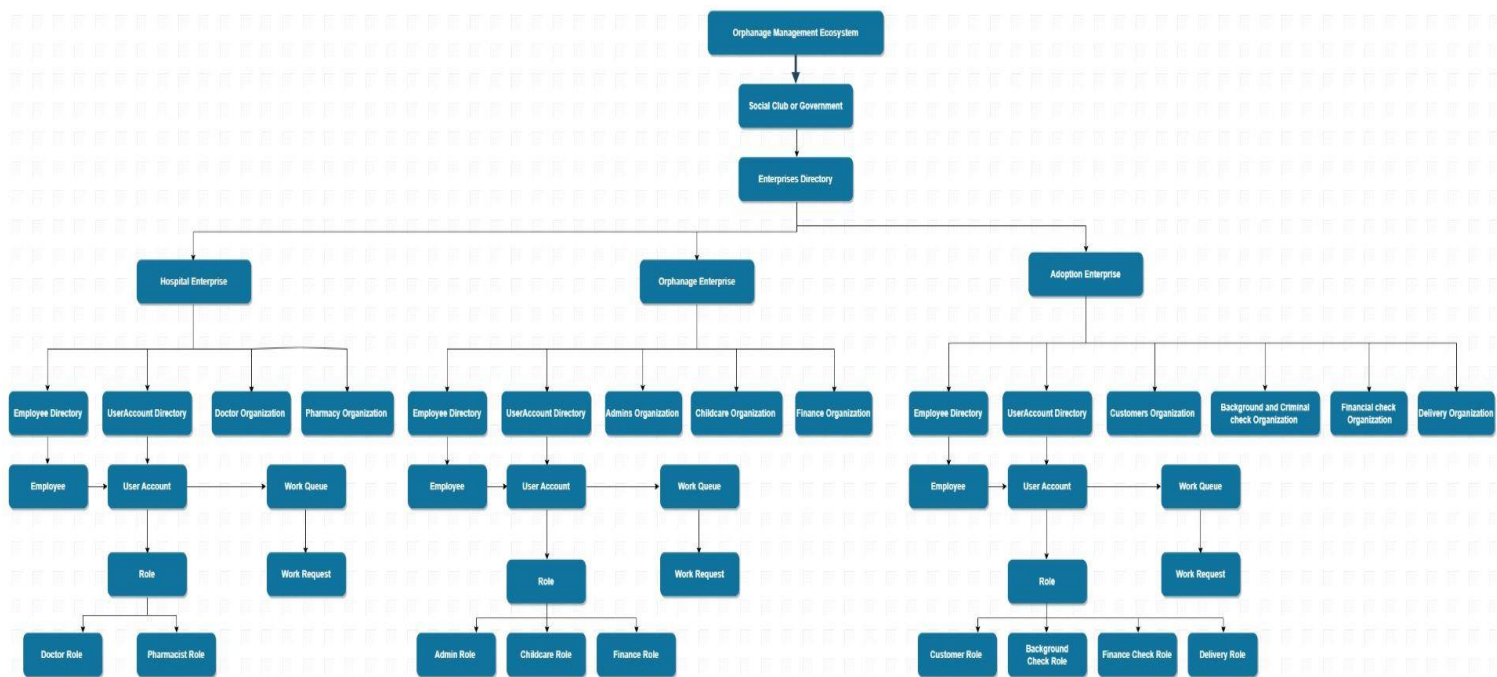 Orphanage Management Ecosystem
Social Club or Government
Enterprises Directory
Hospital Enterprise
Orphanage Enterprise
Adoption Enterprise
Employee Directory
UserAccount Directory
Doctor Organization
Pharmacy Organization
Employee Directory
UserAccount Directory
Admins Organization
Childcare Organization
Finance Organization
Employee Directory
UserAccount Directory
Customers Organization
Background and Criminal
check Organization
Financial check
Organization
Delivery Organization
Employee
User Account
Work Queue
Employee
User Account
Work Queue
Employee
User Account
Work Queue
Role
Work Request
Role
Work Request
Role
Work Request
Doctor Role
Pharmacist Role
Admin Role
Childcare Role
Finance Role
Customer Role
Background
Check Role
Finance Check Role
Delivery Role